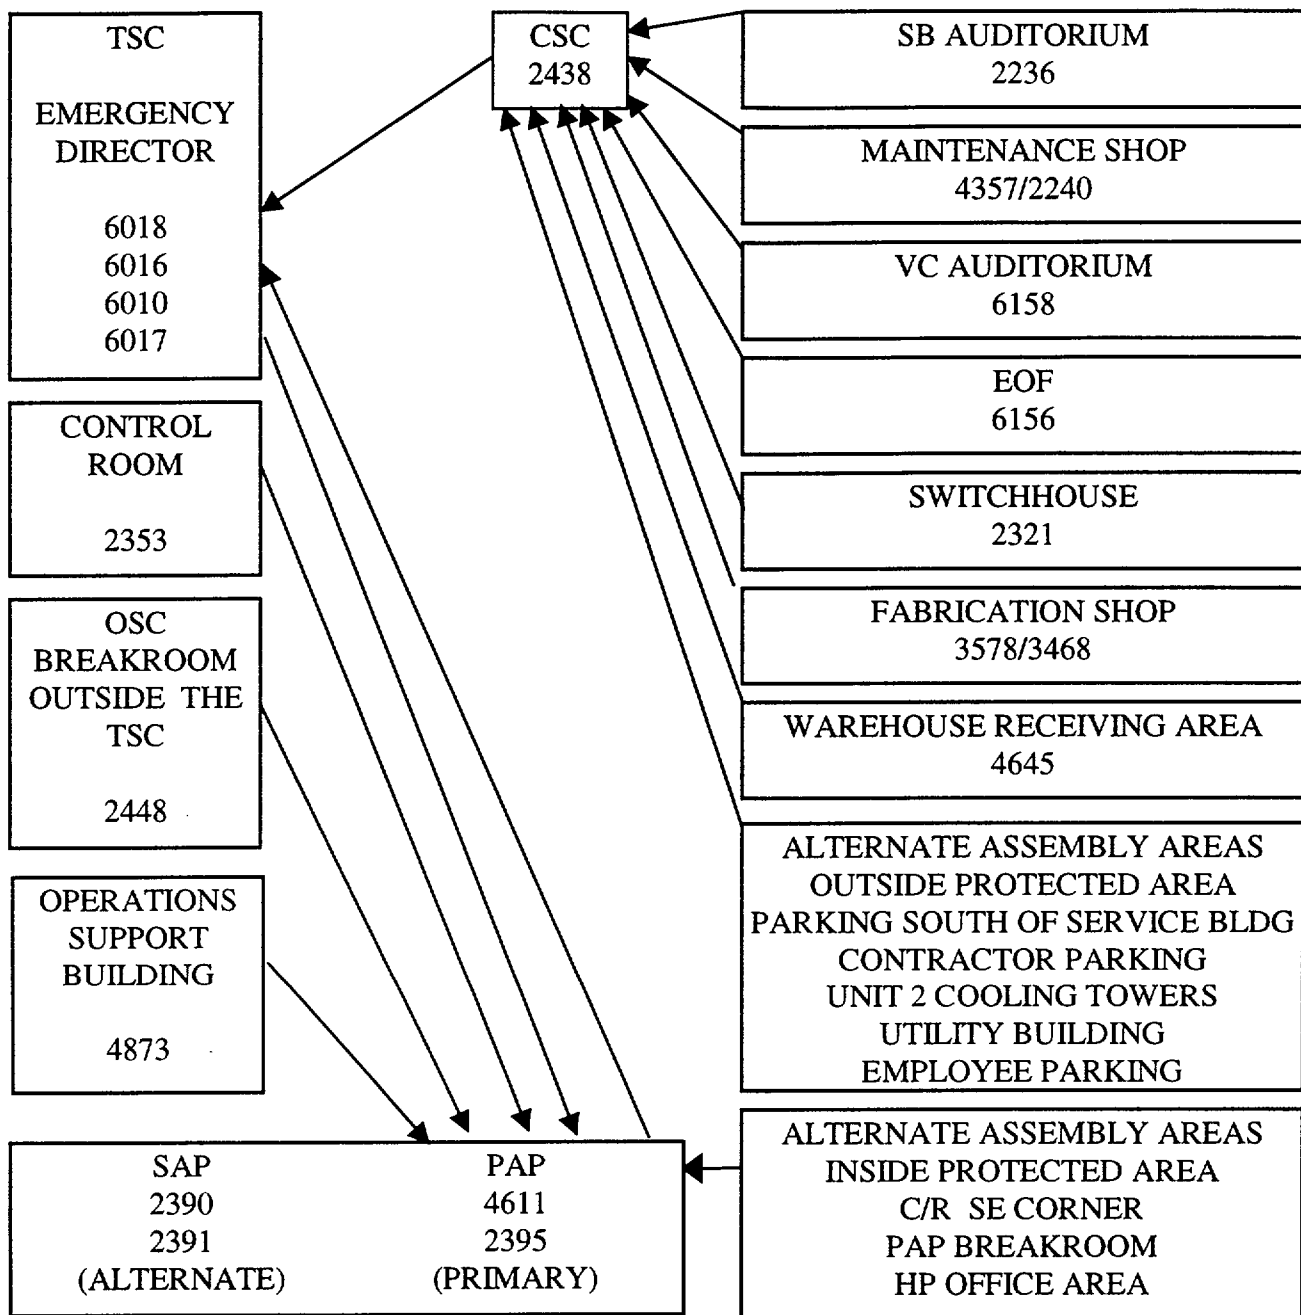 TSC
EMERGENCY
DIRECTOR
6018
6016
6010
6017
CONTROL
ROOM
2353
OSC
BREAKROOM
OUTSIDE THE
TSC
2448
OPERATIONS
SUPPORT
BUILDING
4873
CSC
2438
SB AUDITORIUM
2236
MAINTENANCE SHOP
4357/2240
VC AUDITORIUM
6158
EOF
6156
SWITCHHOUSE
2321
FABRICATION SHOP
3578/3468
WAREHOUSE RECEIVING AREA
4645
ALTERNATE ASSEMBLY AREAS
OUTSIDE PROTECTED AREA
PARKING SOUTH OF SERVICE BLDG
CONTRACTOR PARKING
UNIT 2 COOLING TOWERS
UTILITY BUILDING
EMPLOYEE PARKING
SAP
2390
2391
(ALTERNATE)
PAP
4611
2395
(PRIMARY)
ALTERNATE ASSEMBLY AREAS
INSIDE PROTECTED AREA
C/R SE CORNER
PAP BREAKROOM
HP OFFICE AREA